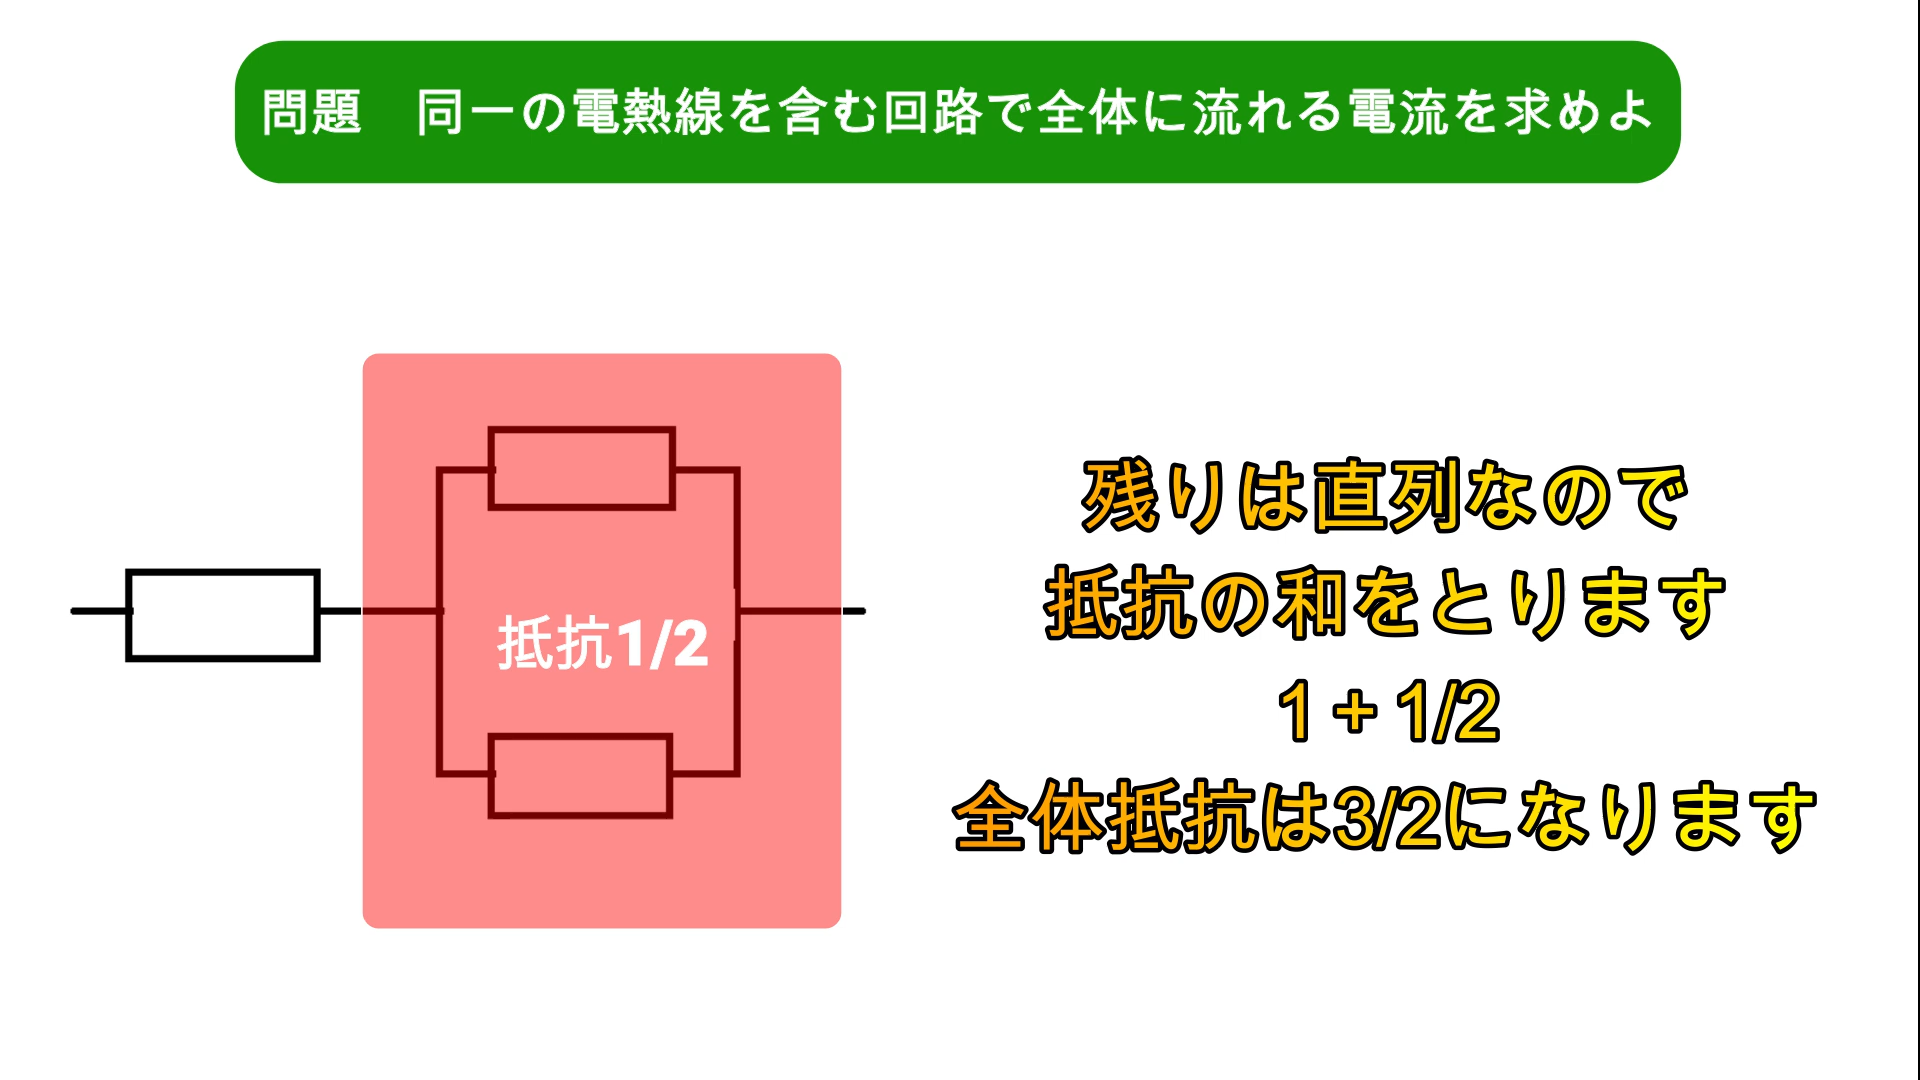 問題　同一の電熱線を含む回路で全体に流れる電流を求めよ
抵抗1/2
残りは直列なので
抵抗の和をとります
1 + 1/2
全体抵抗は3/2になります